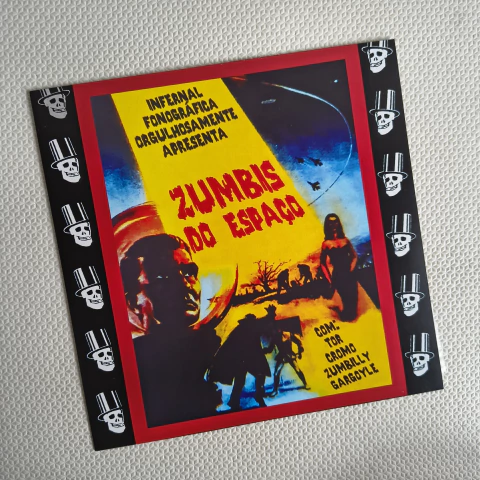 INFERNAL
FONOGRÁFICA
ORGULHOSAMENTE
APRESENTA
ZUMBIS
DO ESPAÇO
COM:
TOR
CROMO
ZUMBILLY
GARGOYLE